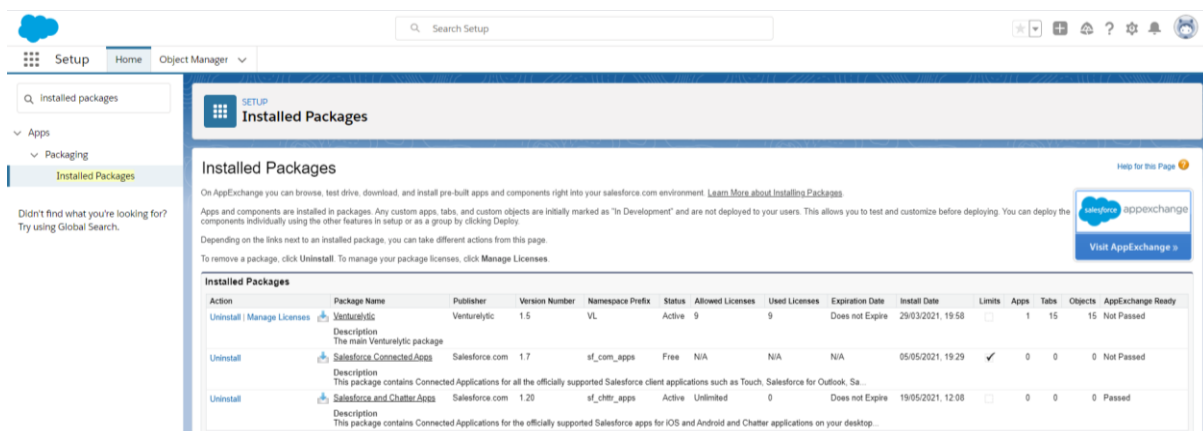 Search Setup
Setup Home Object Manager
installed packages
Apps
Packaging
Installed Packages
Didn't find what you're looking for?
Try using Global Search.
SETUP
Installed Packages
Installed Packages
Help for this Page
On AppExchange you can browse, test drive, download, and install pre-built apps and components right into your salesforce.com environment. Learn More about Installing Packages.
Apps and components are installed in packages. Any custom apps, tabs, and custom objects are initially marked as "In Development" and are not deployed to your users. This allows you to test and customize before deploying. You can deploy the
components individually using the other features in setup or as a group by clicking Deploy.
Depending on the links next to an installed package, you can take different actions from this page.
To remove a package, click Uninstall. To manage your package licenses, click Manage Licenses.
salesforce appexchange
Visit AppExchange »
Installed Packages
Action Package Name Publisher Version Number Namespace Prefix Status Allowed Licenses Used Licenses Expiration Date Install Date Limits Apps Tabs Objects AppExchange Ready
Uninstall | Manage Licenses Venturelytic Venturelytic 1.5 VL Active 9 9 Does not Expire 29/03/2021, 19:58 1 15 15 Not Passed
Description
The main Venturelytic package
Uninstall Salesforce Connected Apps Salesforce.com 1.7 sf_com_apps Free N/A N/A N/A 05/05/2021, 19:29 ✓ 0 0 0 Not Passed
Description
This package contains Connected Applications for all the officially supported Salesforce client applications such as Touch, Salesforce for Outlook, Sa...
Uninstall Salesforce and Chatter Apps Salesforce.com 1.20 sf_chttr_apps Active Unlimited 0 Does not Expire 19/05/2021, 12:08 0 0 0 Passed
Description
This package contains Connected Applications for the officially supported Salesforce apps for iOS and Android and Chatter applications on your desktop...